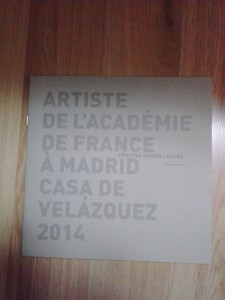 ARTISTE
DE L'ACADÉMIE
DE FRANCE
À MADRID
CASA DE
VELÁZQUEZ
2014